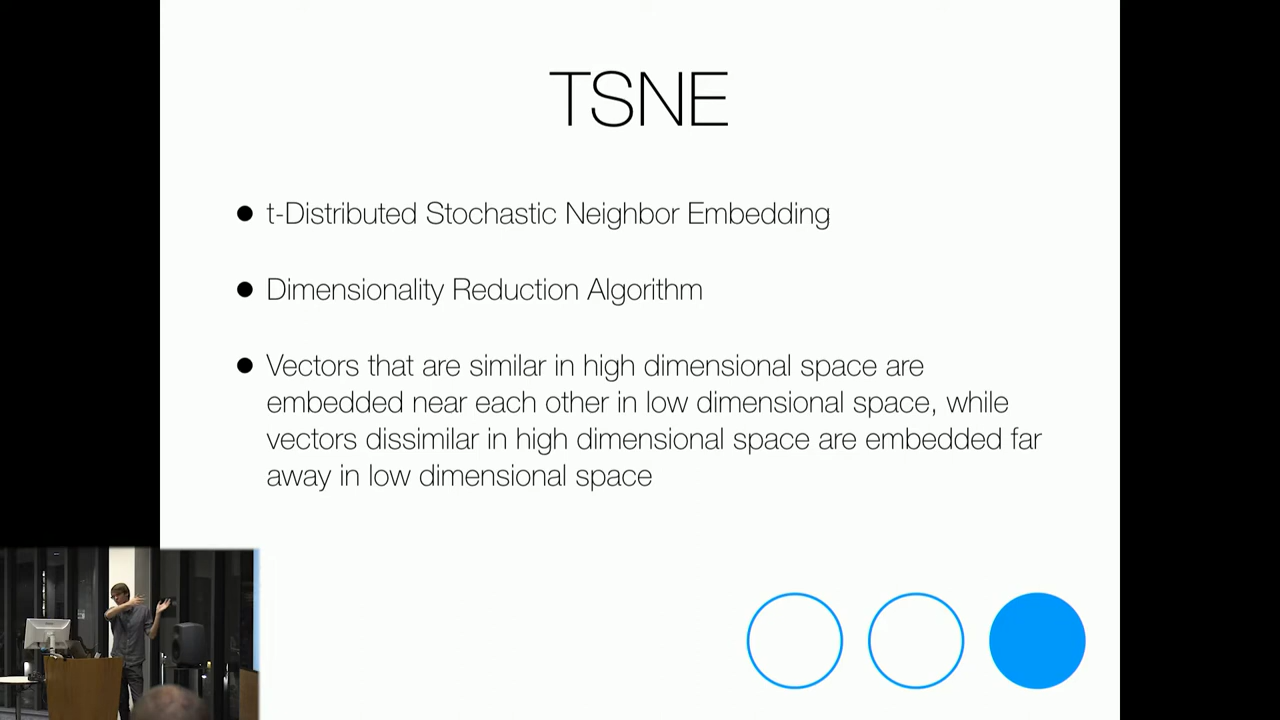 TSNE
t-Distributed Stochastic Neighbor Embedding
Dimensionality Reduction Algorithm
Vectors that are similar in high dimensional space are
embedded near each other in low dimensional space, while
vectors dissimilar in high dimensional space are embedded far
away in low dimensional space